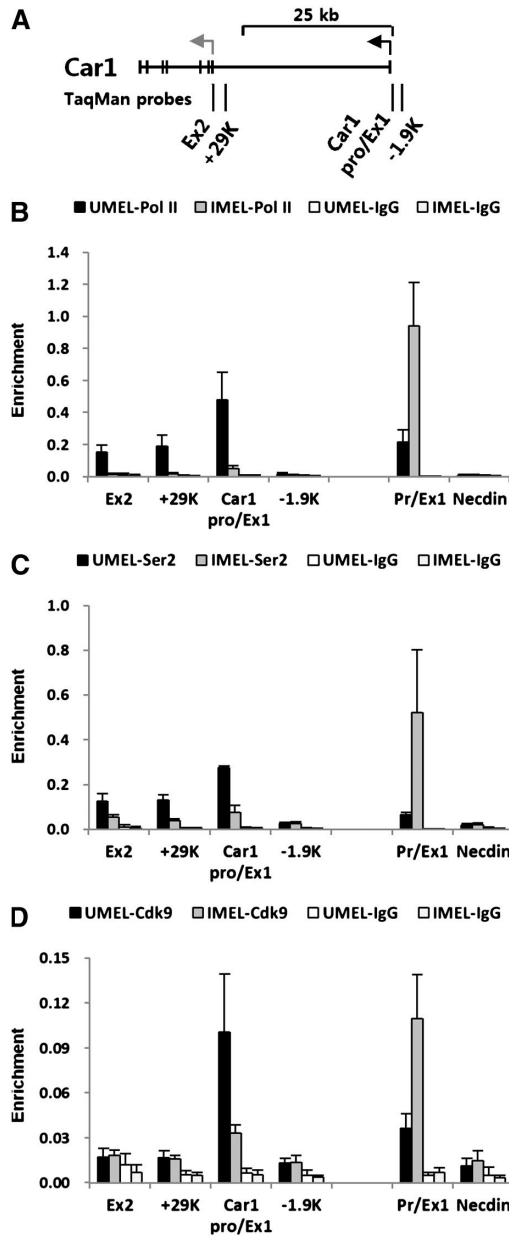 A
25 kb
Car1
TaqMan probes
Ex2
+29K
Car1
pro/Ex1
-1.9K
B
UMEL-Pol II IMEL-Pol II UMEL-IgG IMEL-IgG
Enrichment
1.4
1.2
1.0
0.8
0.6
0.4
0.2
0.0
Ex2 +29K Car1 -1.9K Pr/Ex1 Necdin
pro/Ex1
C
UMEL-Ser2 IMEL-Ser2 UMEL-IgG IMEL-IgG
Enrichment
1.0
0.8
0.6
0.4
0.2
0.0
Ex2 +29K Car1 -1.9K Pr/Ex1 Necdin
pro/Ex1
D
UMEL-Cdk9 IMEL-Cdk9 UMEL-IgG IMEL-IgG
Enrichment
0.15
0.12
0.09
0.06
0.03
0.00
Ex2 +29K Car1 -1.9K Pr/Ex1 Necdin
pro/Ex1